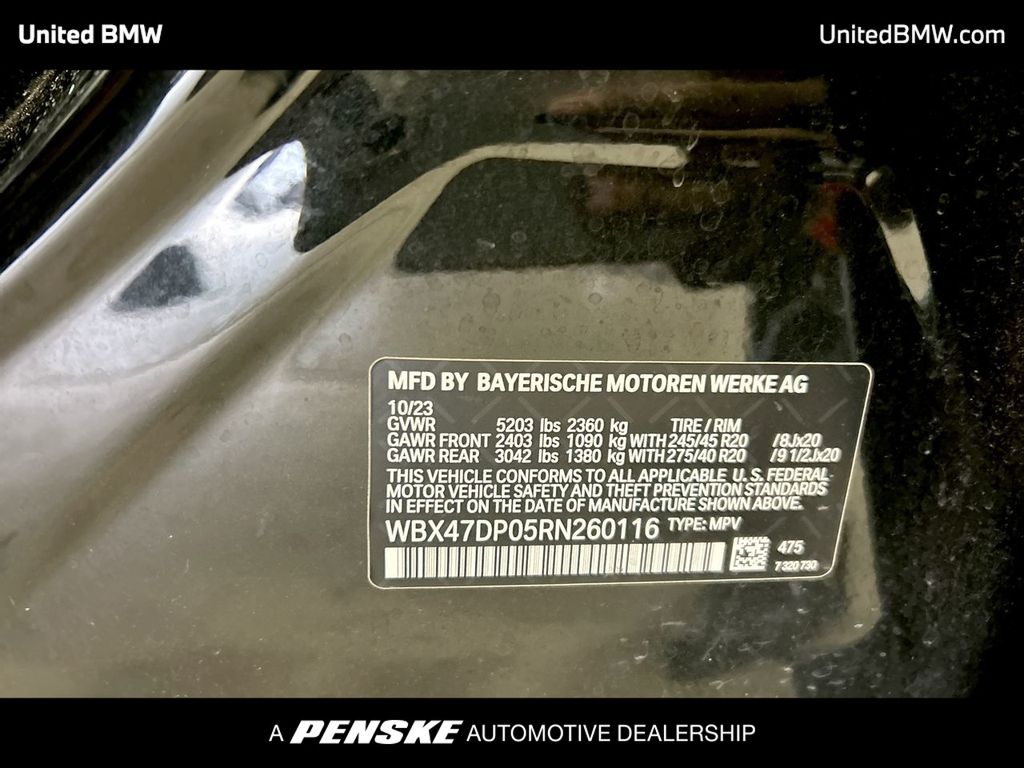 United BMW
UnitedBMW.com
MFD BY BAYERISCHE MOTOREN WERKE AG
10/23
GVWR 5203 lbs 2360 kg TIRE / RIM
GAWR FRONT 2403 lbs 1090 kg WITH 245/45 R20 /8Jx20
GAWR REAR 3042 lbs 1380 kg WITH 275/40 R20 /9 1/2Jx20
THIS VEHICLE CONFORMS TO ALL APPLICABLE U. S. FEDERAL
MOTOR VEHICLE SAFETY AND THEFT PREVENTION STANDARDS
IN EFFECT ON THE DATE OF MANUFACTURE SHOWN ABOVE.
WBX47DP05RN260116 TYPE: MPV
475
7 320 730
A PENSKE AUTOMOTIVE DEALERSHIP